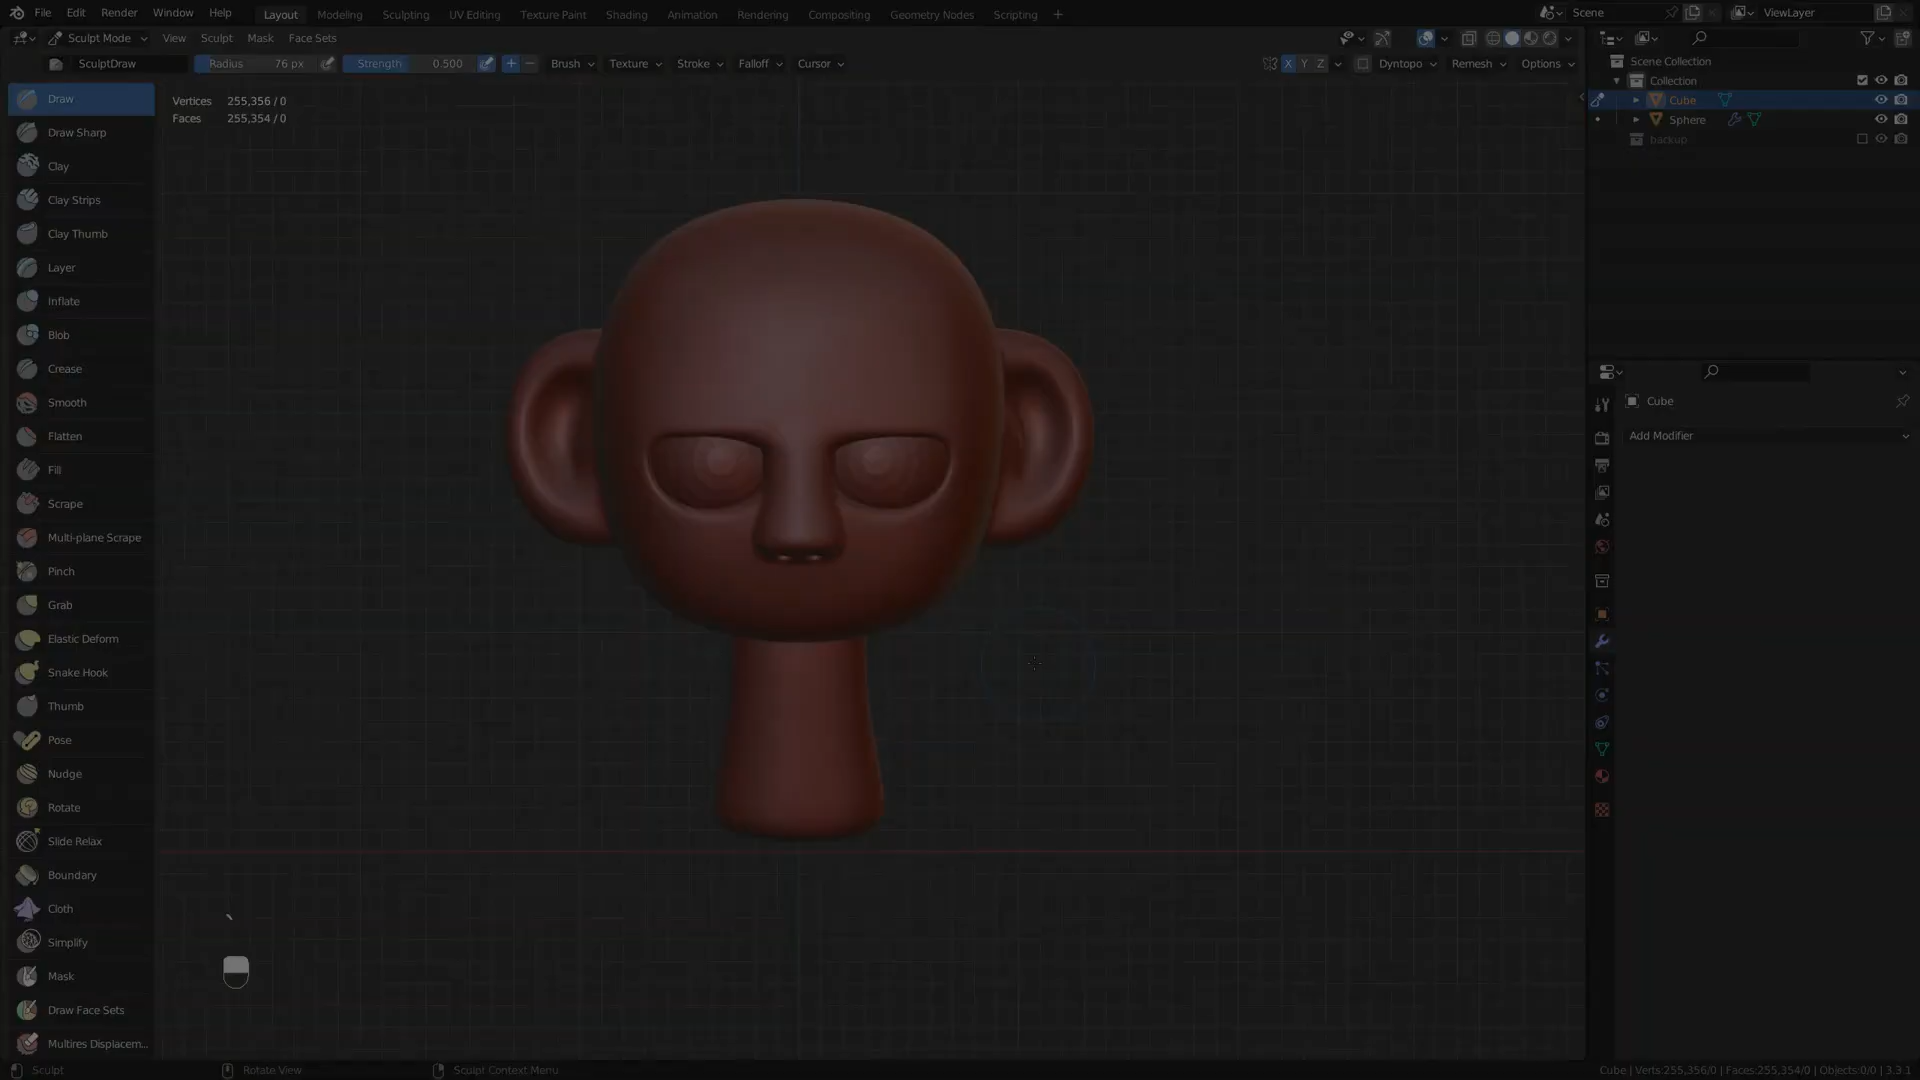 File Edit Render Window Help Layout Modeling Sculpting UV Editing Texture Paint Shading Animation Rendering Compositing Geometry Nodes Scripting + Scene ViewLayer
Sculpt Mode View Sculpt Mask Face Sets
SculptDraw Radius 76 px Strength 0.500 + − Brush Texture Stroke Falloff Cursor X Y Z Dyntopo Remesh Options
Scene Collection
Collection
Cube
Sphere
backup
Vertices 255,356 / 0
Faces 255,354 / 0
Draw
Draw Sharp
Clay
Clay Strips
Clay Thumb
Layer
Inflate
Blob
Crease
Smooth
Flatten
Fill
Scrape
Multi-plane Scrape
Pinch
Grab
Elastic Deform
Snake Hook
Thumb
Pose
Nudge
Rotate
Slide Relax
Boundary
Cloth
Simplify
Mask
Draw Face Sets
Multires Displacem...
Cube
Add Modifier
Sculpt Rotate View Sculpt Context Menu Cube | Verts:255,356/0 | Faces:255,354/0 | Objects:0/0 | 3.3.1